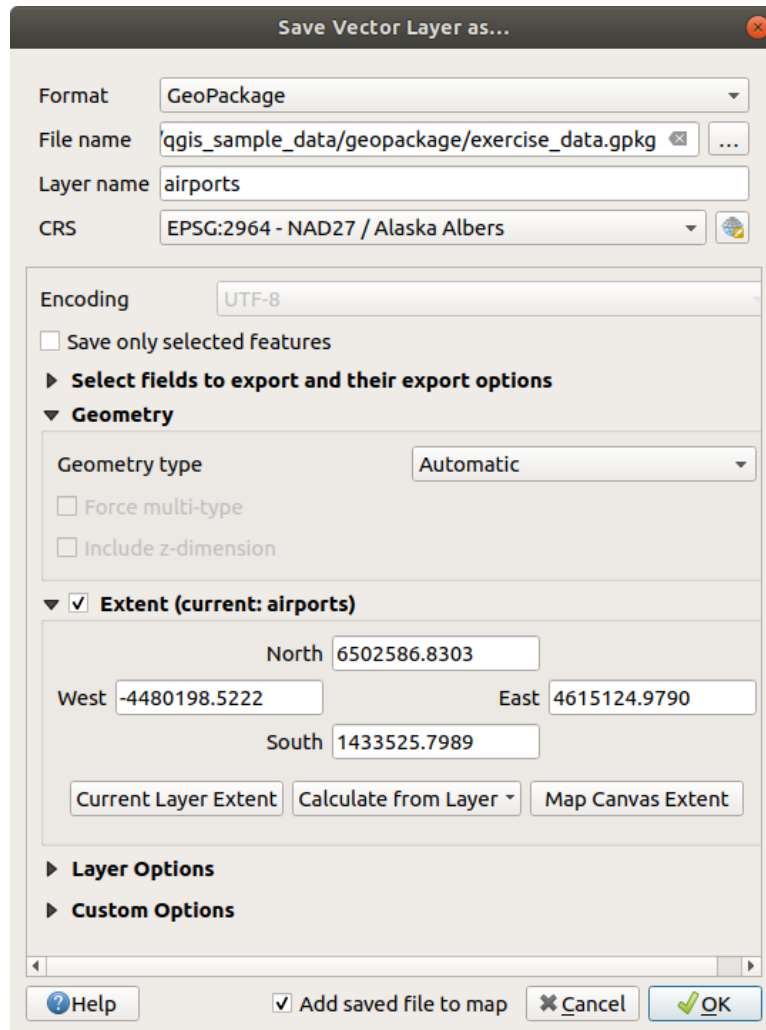 Save Vector Layer as...
Format GeoPackage
File name /qgis_sample_data/geopackage/exercise_data.gpkg ...
Layer name airports
CRS EPSG:2964 - NAD27 / Alaska Albers
Encoding UTF-8
Save only selected features
Select fields to export and their export options
Geometry
Geometry type Automatic
Force multi-type
Include z-dimension
Extent (current: airports)
North 6502586.8303
West -4480198.5222 East 4615124.9790
South 1433525.7989
Current Layer Extent Calculate from Layer Map Canvas Extent
Layer Options
Custom Options
Help Add saved file to map Cancel OK